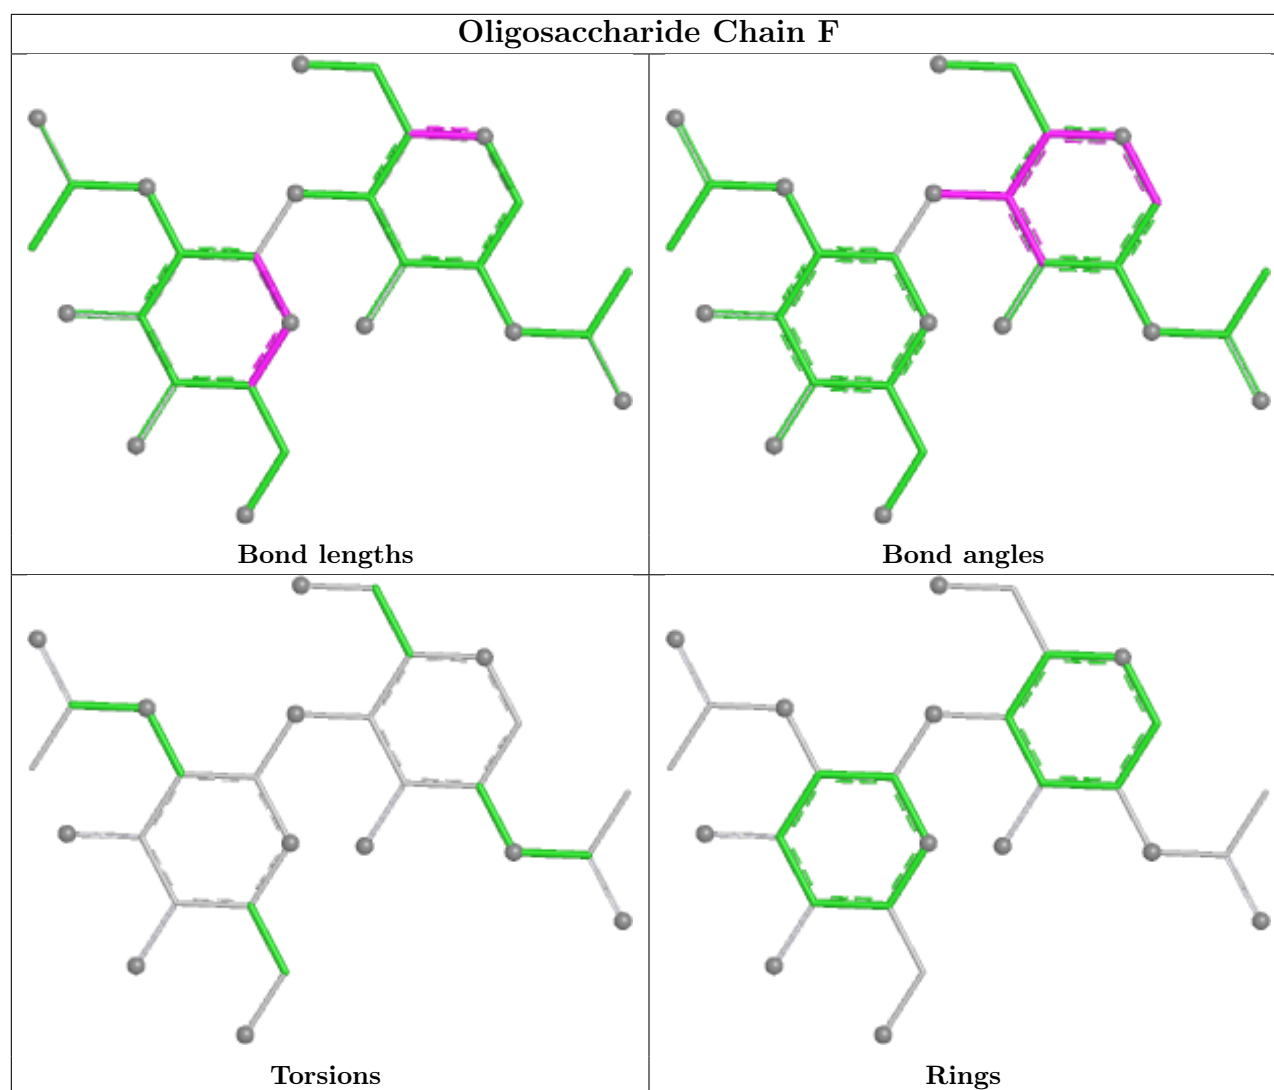 Oligosaccharide Chain F
Bond lengths
Bond angles
Torsions
Rings